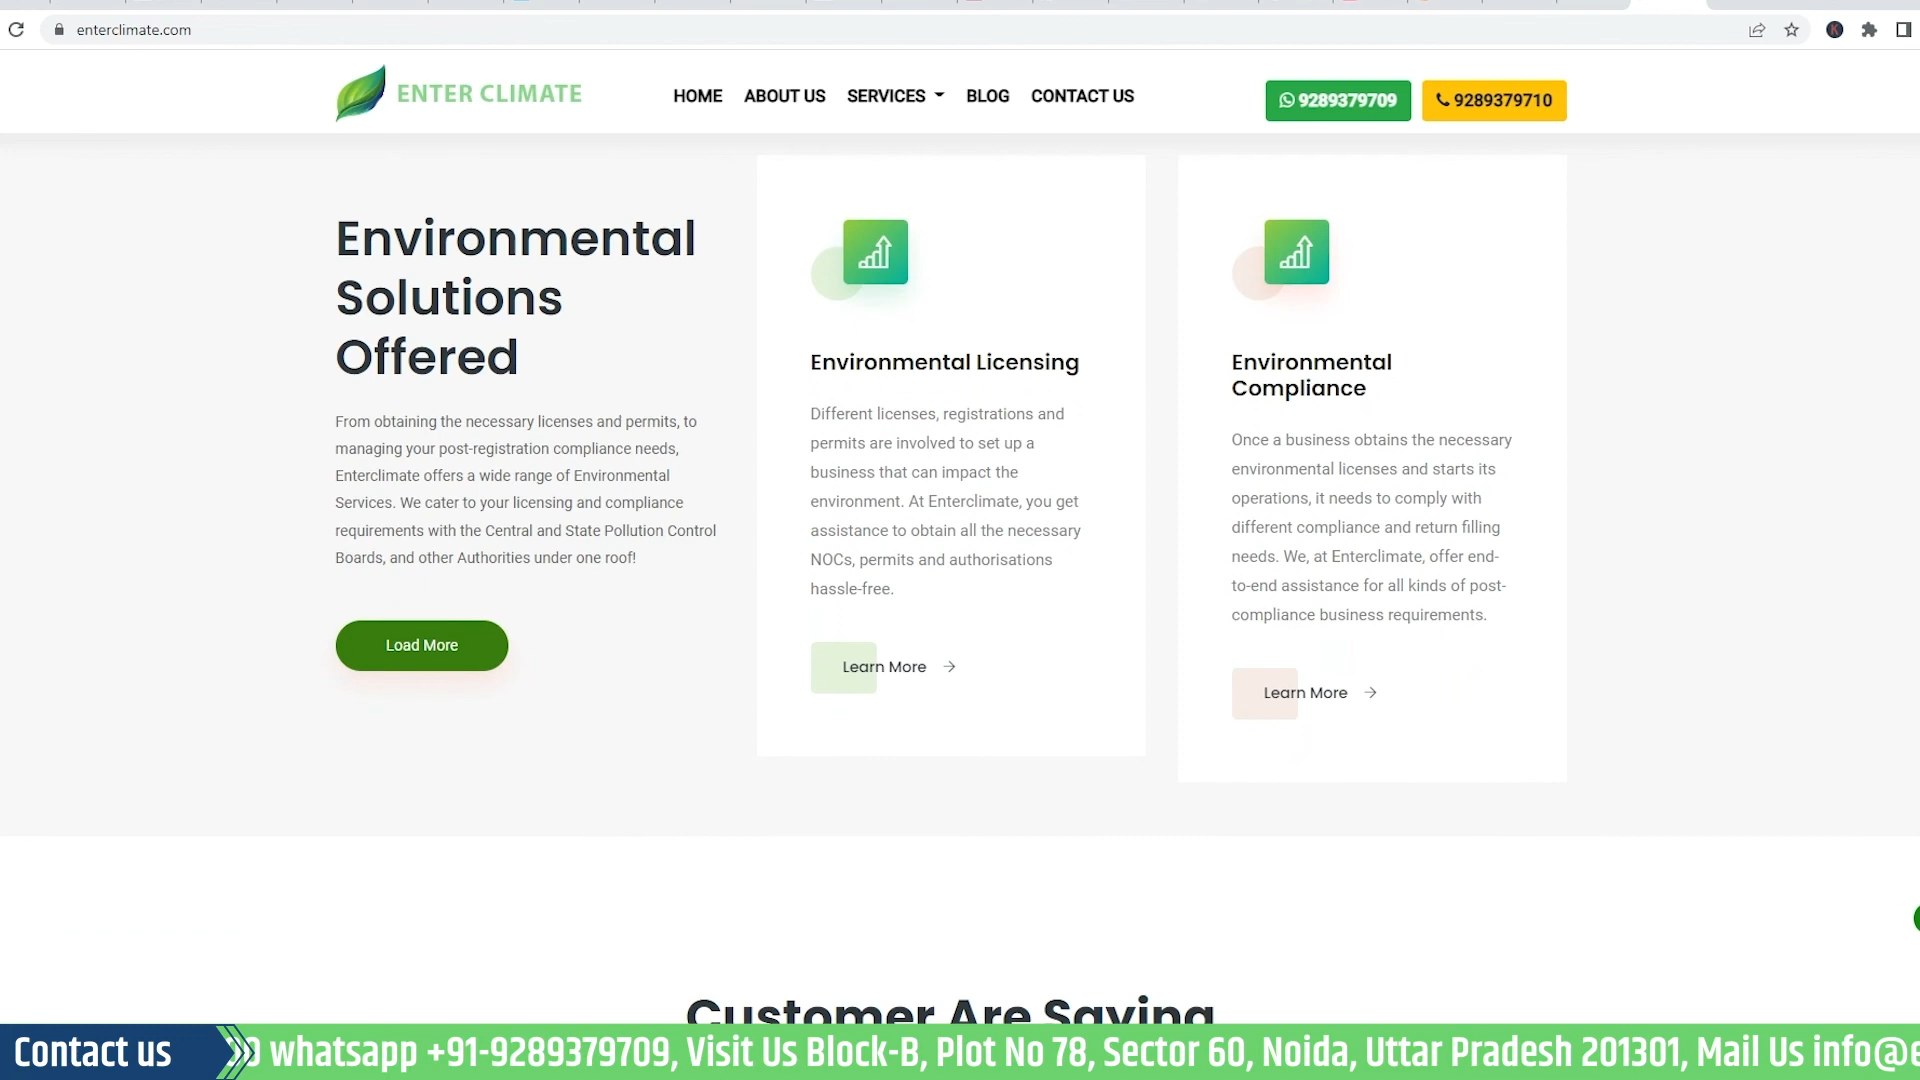 enterclimate.com
ENTER CLIMATE
HOME ABOUT US SERVICES BLOG CONTACT US
9289379709
9289379710
Environmental
Solutions
Offered
From obtaining the necessary licenses and permits, to
managing your post-registration compliance needs,
Enterclimate offers a wide range of Environmental
Services. We cater to your licensing and compliance
requirements with the Central and State Pollution Control
Boards, and other Authorities under one roof!
Load More
Environmental Licensing
Different licenses, registrations and
permits are involved to set up a
business that can impact the
environment. At Enterclimate, you get
assistance to obtain all the necessary
NOCs, permits and authorisations
hassle-free.
Learn More
Environmental
Compliance
Once a business obtains the necessary
environmental licenses and starts its
operations, it needs to comply with
different compliance and return filling
needs. We, at Enterclimate, offer end-
to-end assistance for all kinds of post-
compliance business requirements.
Learn More
Customer Are Saying
Contact us
0 whatsapp +91-9289379709, Visit Us Block-B, Plot No 78, Sector 60, Noida, Uttar Pradesh 201301, Mail Us info@e